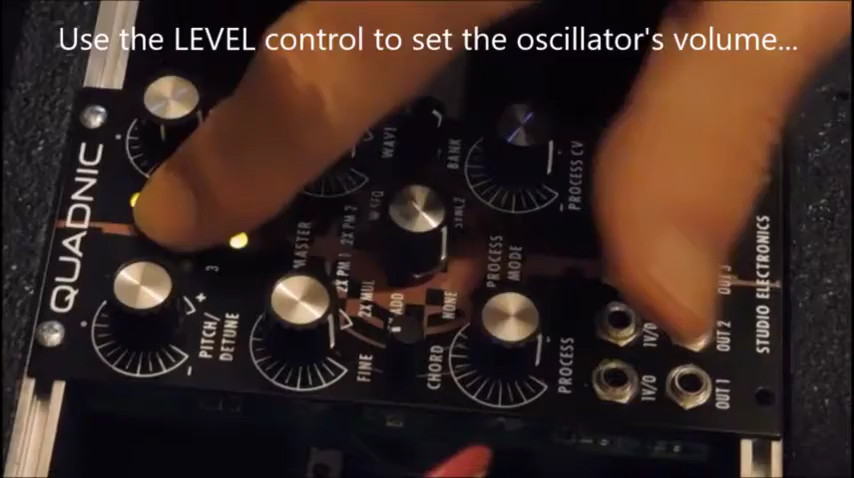 Use the LEVEL control to set the oscillator's volume...
QUADNIC
BANK
PROCESS CV
MASTER
2X PM 2
2X PM 1
2X MUL
ADD
NONE
PROCESS
MODE
3
+
-
PITCH/
DETUNE
FINE
CHORD
PROCESS
1V/O
OUT 2
1V/O
OUT 1
STUDIO ELECTRONICS